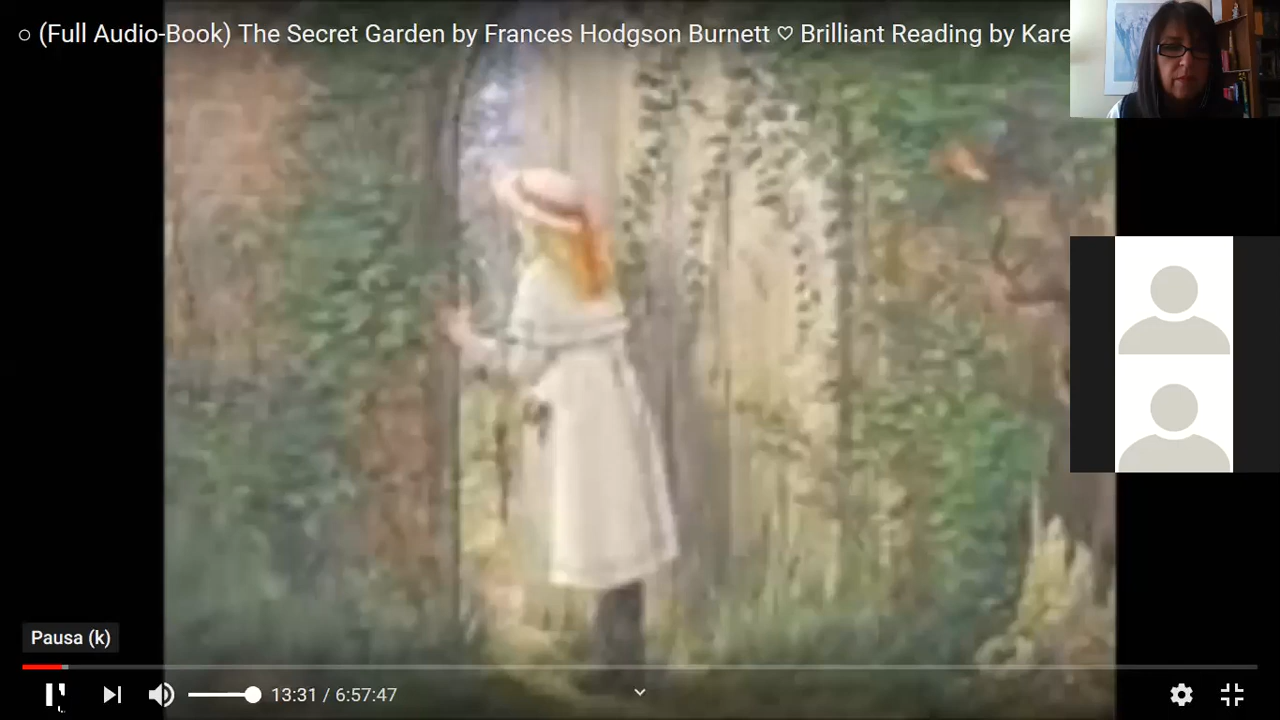 ○ (Full Audio-Book) The Secret Garden by Frances Hodgson Burnett ♡ Brilliant Reading by Kare
Pausa (k)
13:31 / 6:57:47